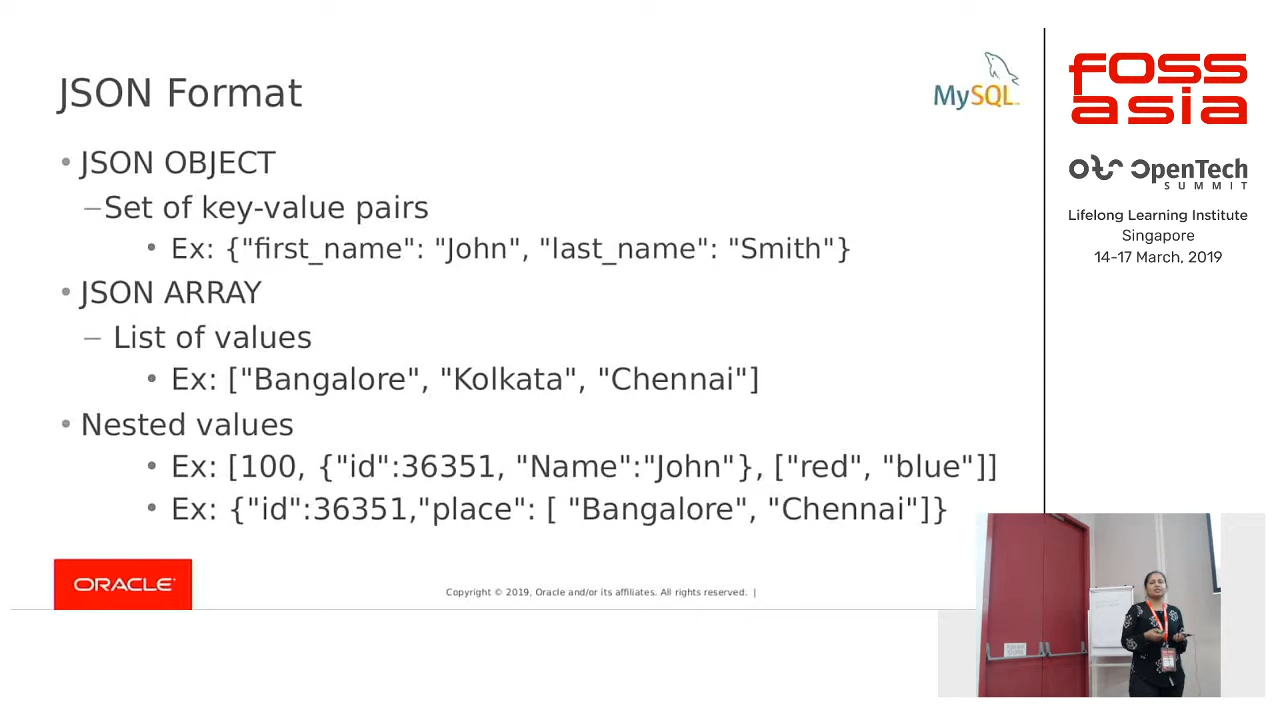 JSON Format
MySQL
• JSON OBJECT
–Set of key-value pairs
• Ex: {"first_name": "John", "last_name": "Smith"}
• JSON ARRAY
– List of values
• Ex: ["Bangalore", "Kolkata", "Chennai"]
• Nested values
• Ex: [100, {"id":36351, "Name":"John"}, ["red", "blue"]]
• Ex: {"id":36351,"place": [ "Bangalore", "Chennai"]}
ORACLE
Copyright © 2019, Oracle and/or its affiliates. All rights reserved. |
FOSS
asia
OpenTech
SUMMIT
Lifelong Learning Institute
Singapore
14-17 March, 2019